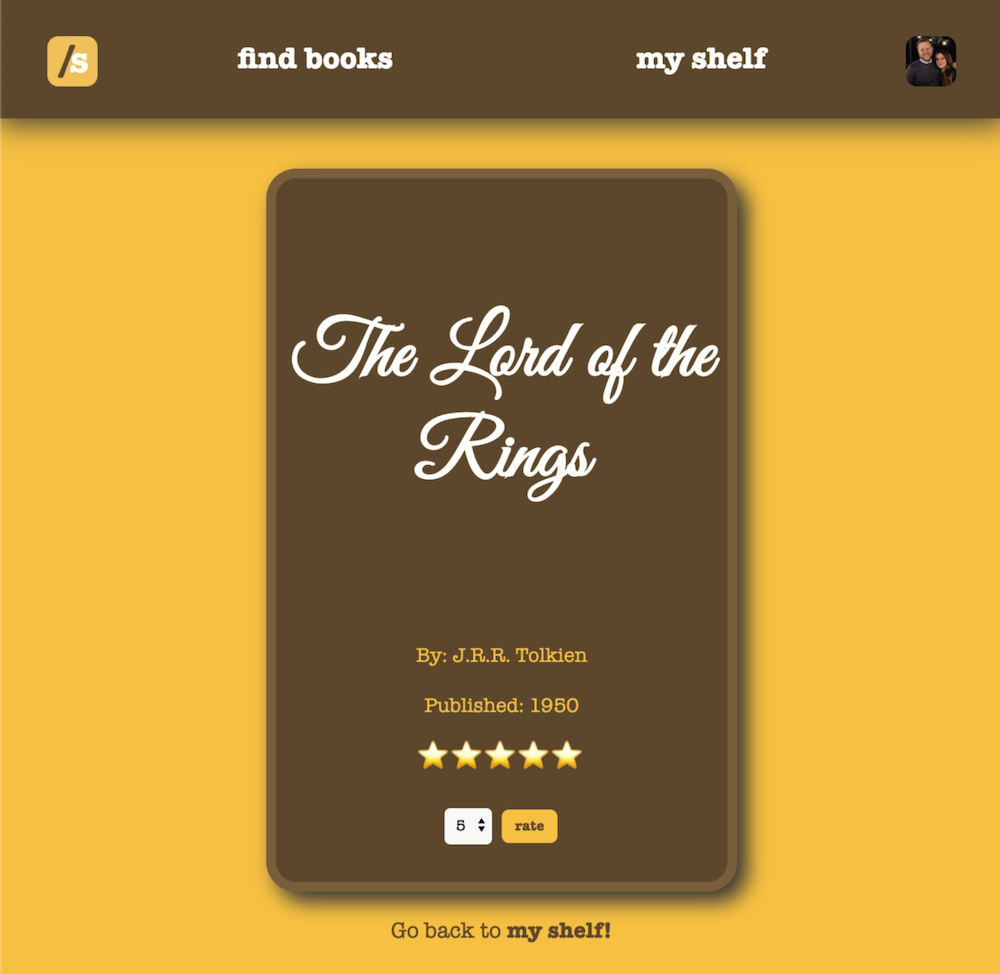 /s
find books
my shelf
The Lord of the
Rings
By: J.R.R. Tolkien
Published: 1950
5
rate
Go back to my shelf!